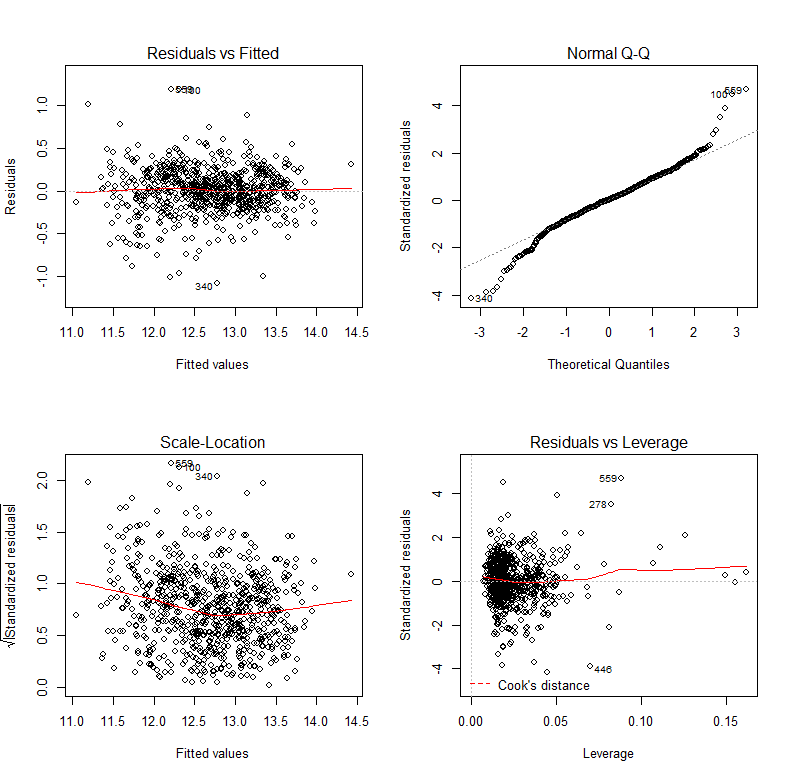 Residuals vs Fitted
Residuals
1.0
0.5
0.0
-0.5
-1.0
559
100
340
11.0 11.5 12.0 12.5 13.0 13.5 14.0 14.5
Fitted values
Normal Q-Q
Standardized residuals
4
2
0
-2
-4
559
100
340
-3 -2 -1 0 1 2 3
Theoretical Quantiles
Scale-Location
√|Standardized residuals|
2.0
1.5
1.0
0.5
0.0
559
100
340
11.0 11.5 12.0 12.5 13.0 13.5 14.0 14.5
Fitted values
Residuals vs Leverage
Standardized residuals
4
2
0
-2
-4
559
278
446
Cook's distance
0.00 0.05 0.10 0.15
Leverage